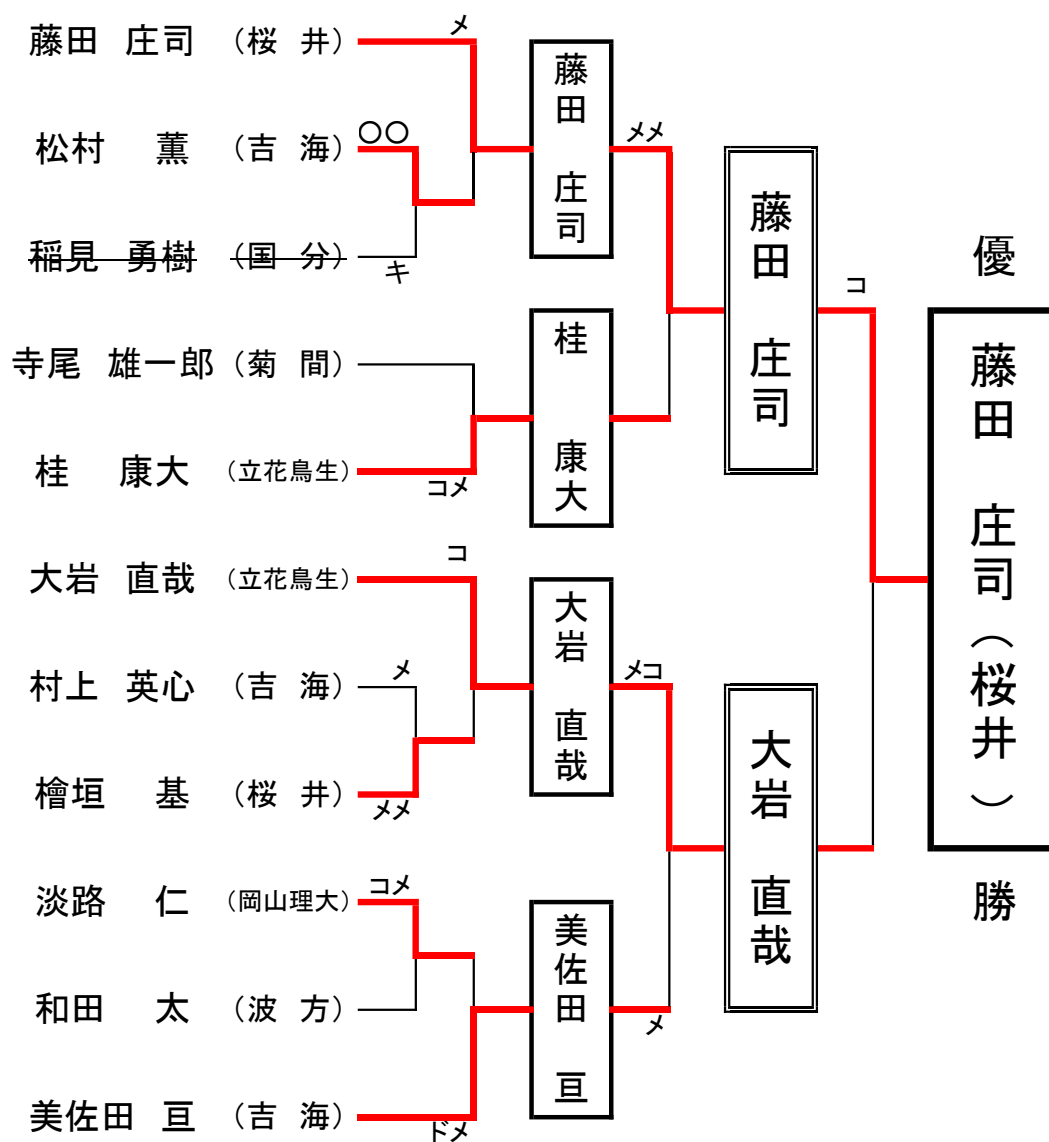 藤田 庄司 (桜 井)
メ
松村 薫 (吉 海)
〇〇
稲見 勇樹 (国 分)
キ
寺尾 雄一郎 (菊 間)
桂 康大 (立花鳥生)
コメ
大岩 直哉 (立花鳥生)
コ
村上 英心 (吉 海)
メ
檜垣 基 (桜 井)
メメ
淡路 仁 (岡山理大)
コメ
和田 太 (波 方)
美佐田 亘 (吉 海)
ドメ
藤田 庄司
メメ
桂 康大
大岩 直哉
メコ
美佐田 亘
メ
藤田 庄司
コ
大岩 直哉
優
藤田 庄司(桜井)
勝